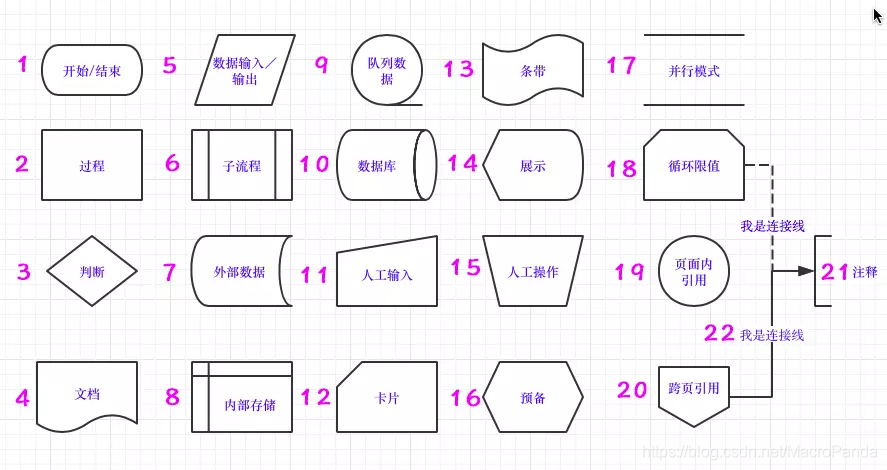 1 开始/结束
5 数据输入／
输出
9 队列数
据
13 条带
17 并行模式
2 过程
6 子流程
10 数据库
14 展示
18 循环限值
我是连接线
3 判断
7 外部数据
11 人工输入
15 人工操作
19 页面内
引用
21 注释
22 我是连接线
4 文档
8 内部存储
12 卡片
16 预备
20 跨页引用
https://blog.csdn.net/MacroPanda